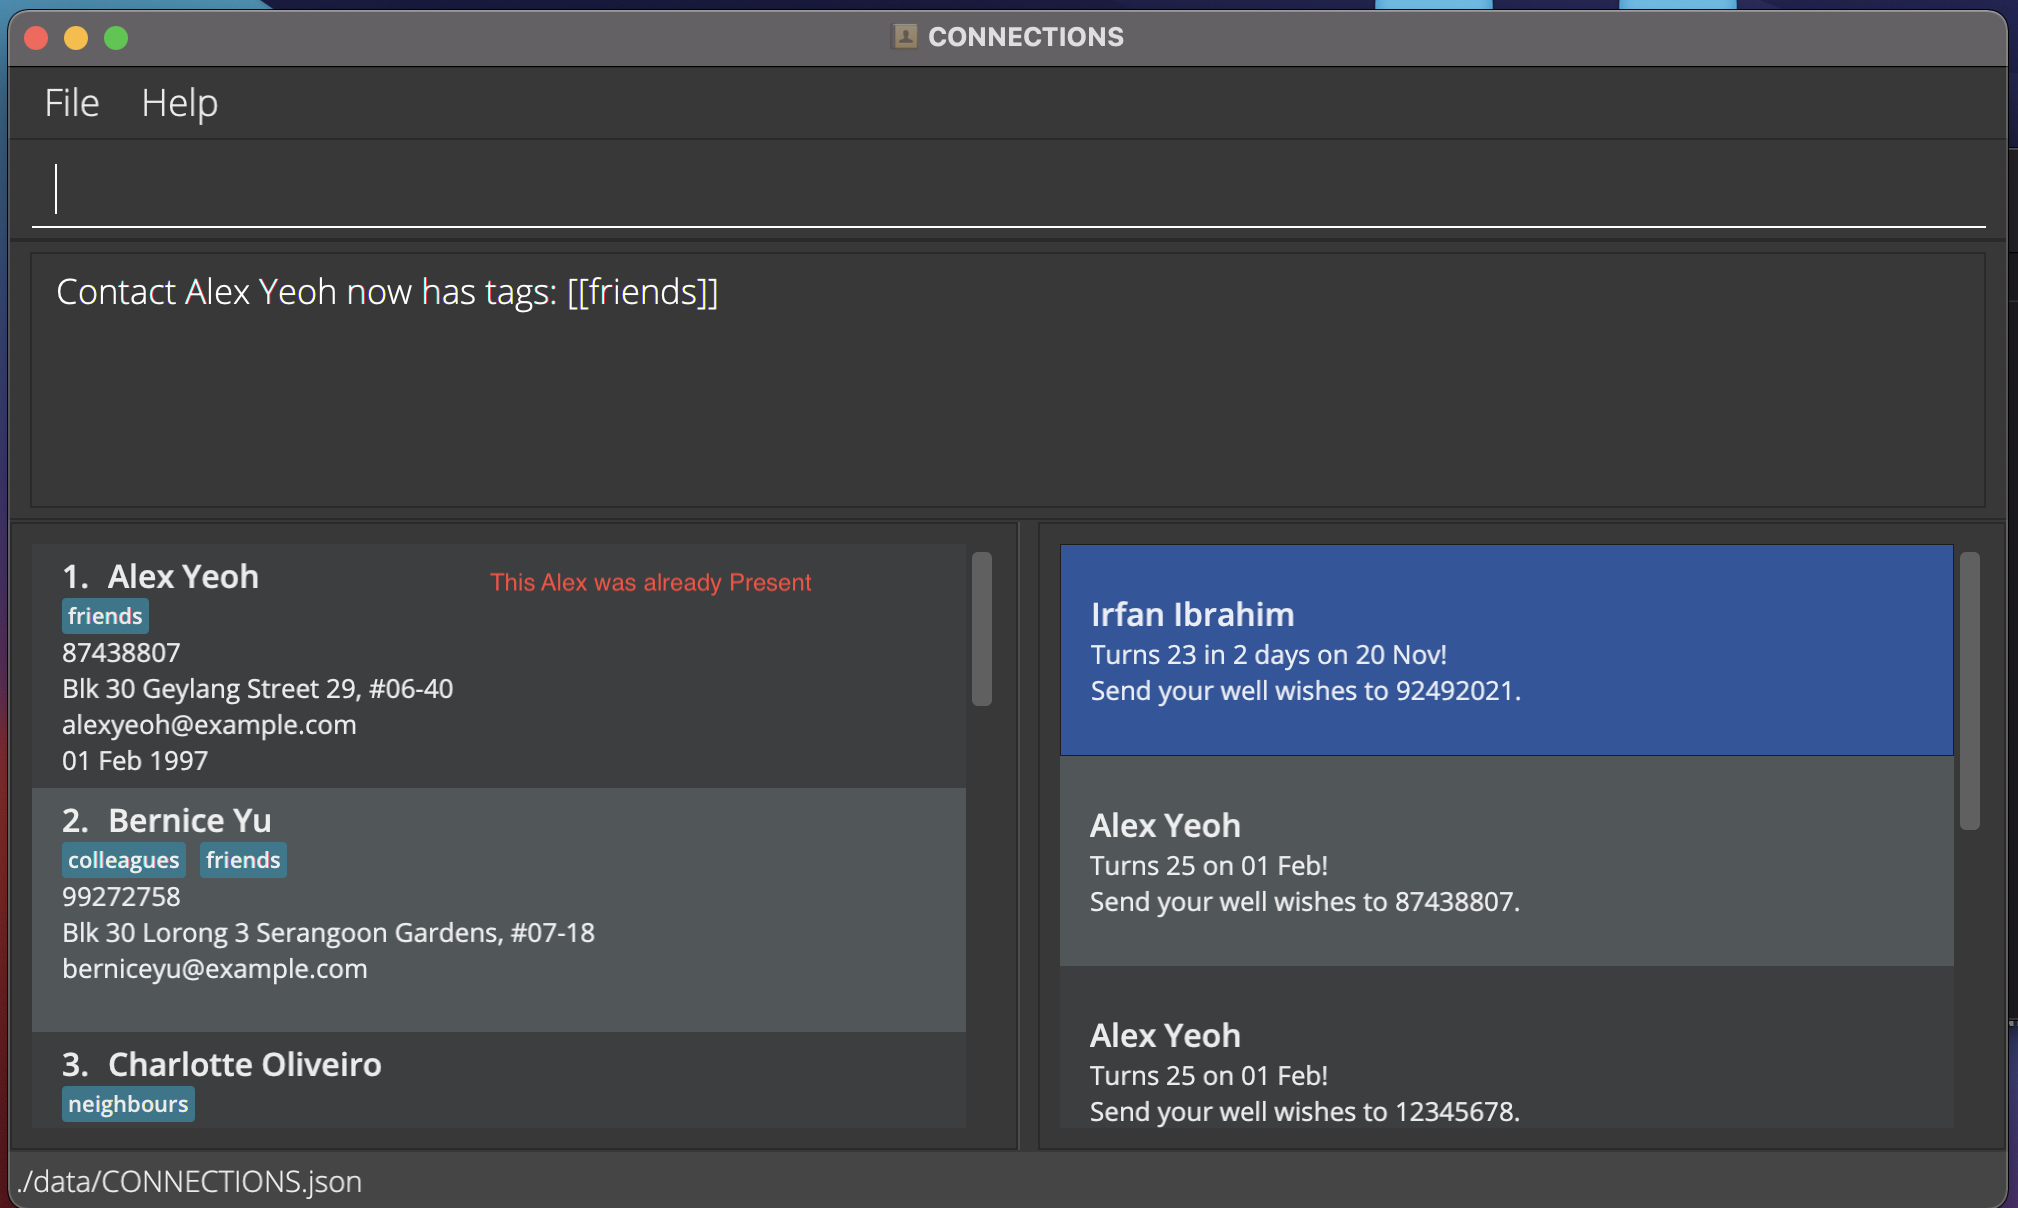 CONNECTIONS
File Help
Contact Alex Yeoh now has tags: [[friends]]
1. Alex Yeoh
This Alex was already Present
friends
87438807
Blk 30 Geylang Street 29, #06-40
alexyeoh@example.com
01 Feb 1997
2. Bernice Yu
colleagues friends
99272758
Blk 30 Lorong 3 Serangoon Gardens, #07-18
berniceyu@example.com
3. Charlotte Oliveiro
neighbours
Irfan Ibrahim
Turns 23 in 2 days on 20 Nov!
Send your well wishes to 92492021.
Alex Yeoh
Turns 25 on 01 Feb!
Send your well wishes to 87438807.
Alex Yeoh
Turns 25 on 01 Feb!
Send your well wishes to 12345678.
./data/CONNECTIONS.json